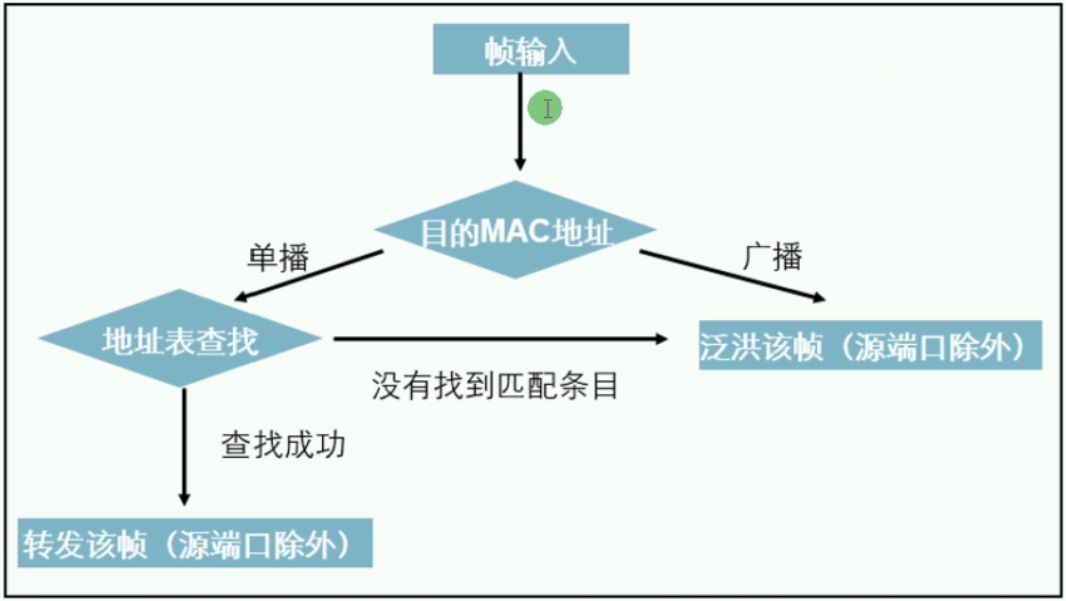 帧输入
目的MAC地址
单播
广播
地址表查找
泛洪该帧（源端口除外）
没有找到匹配条目
查找成功
转发该帧（源端口除外）